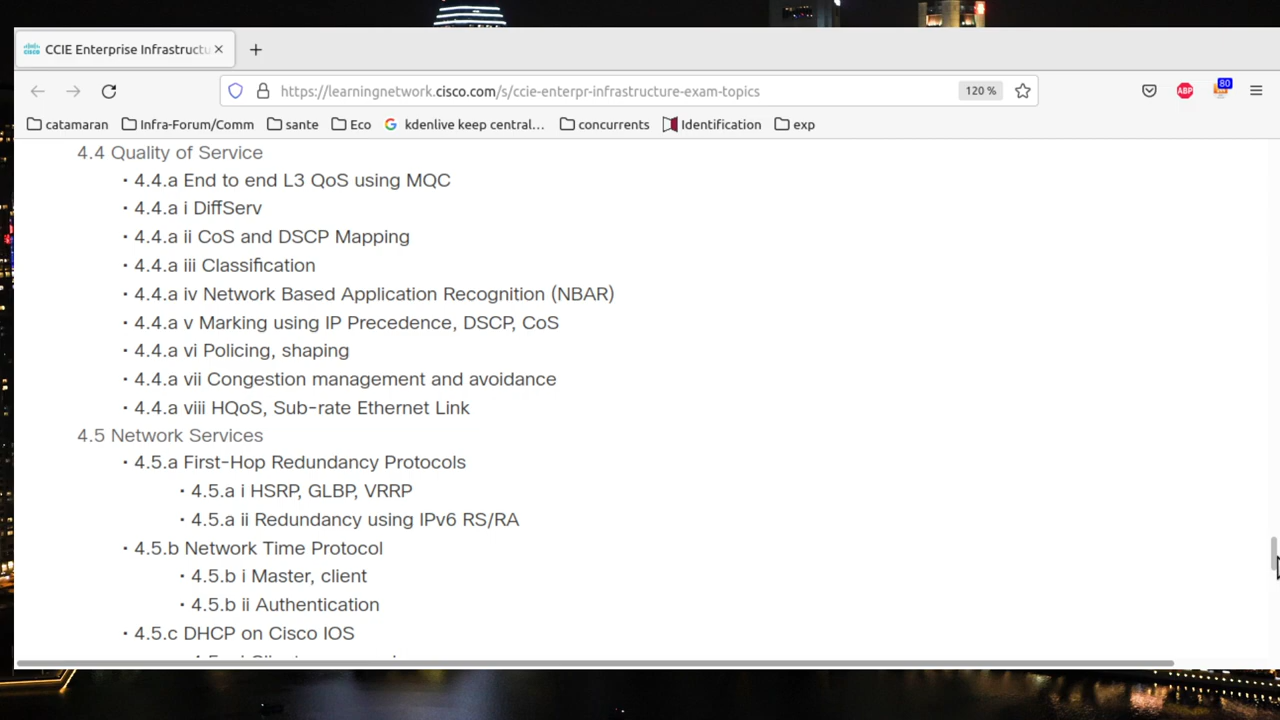 CISCO
CCIE Enterprise Infrastructu
https://learningnetwork.cisco.com/s/ccie-enterpr-infrastructure-exam-topics
120 %
ABP
80
catamaran
Infra-Forum/Comm
sante
Eco
kdenlive keep central…
concurrents
Identification
exp
4.4 Quality of Service
· 4.4.a End to end L3 QoS using MQC
· 4.4.a i DiffServ
· 4.4.a ii CoS and DSCP Mapping
· 4.4.a iii Classification
· 4.4.a iv Network Based Application Recognition (NBAR)
· 4.4.a v Marking using IP Precedence, DSCP, CoS
· 4.4.a vi Policing, shaping
· 4.4.a vii Congestion management and avoidance
· 4.4.a viii HQoS, Sub-rate Ethernet Link
4.5 Network Services
· 4.5.a First-Hop Redundancy Protocols
· 4.5.a i HSRP, GLBP, VRRP
· 4.5.a ii Redundancy using IPv6 RS/RA
· 4.5.b Network Time Protocol
· 4.5.b i Master, client
· 4.5.b ii Authentication
· 4.5.c DHCP on Cisco IOS